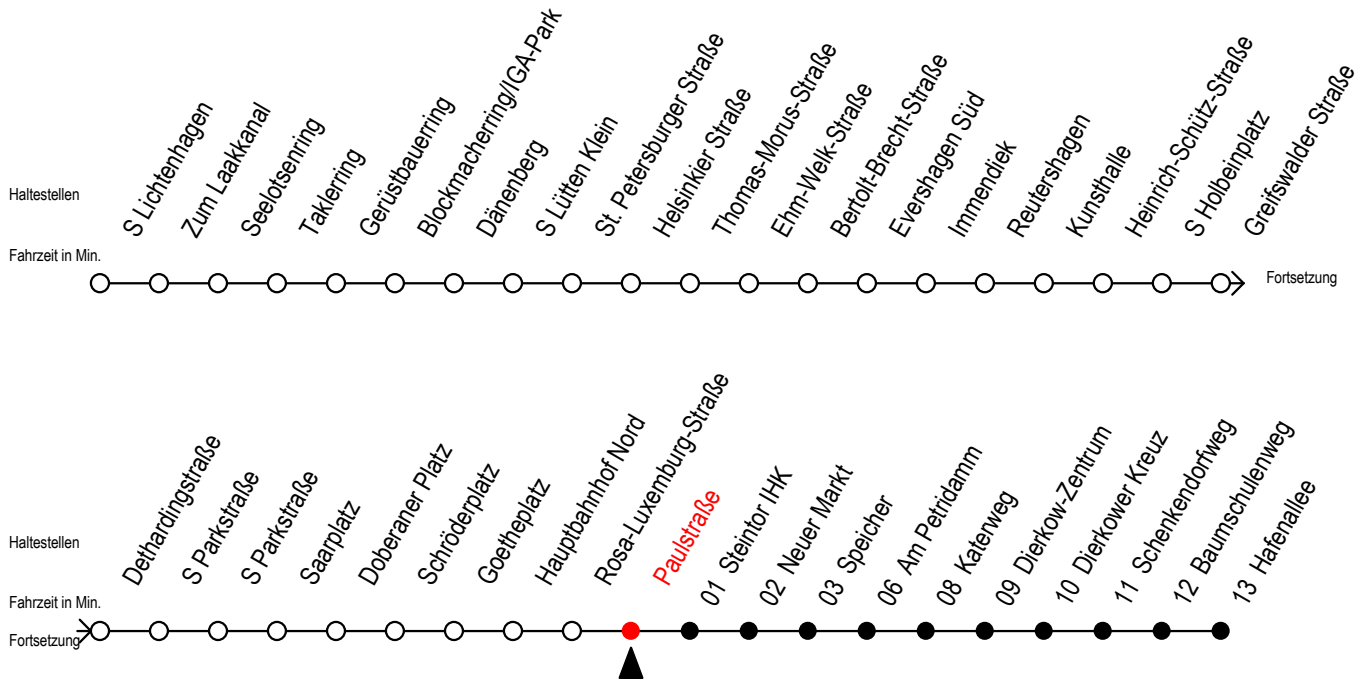 Haltestellen
S Lichtenhagen
Zum Laakkanal
Seelotsenring
Taklerring
Gerüstbauerring
Blockmacherring/IGA-Park
Dänenberg
S Lütten Klein
St. Petersburger Straße
Helsinkier Straße
Thomas-Morus-Straße
Ehm-Welk-Straße
Bertolt-Brecht-Straße
Evershagen Süd
Immendiek
Reutershagen
Kunsthalle
Heinrich-Schütz-Straße
S Holbeinplatz
Greifswalder Straße
Fahrzeit in Min.
Fortsetzung
Haltestellen
Dethardingstraße
S Parkstraße
S Parkstraße
Saarplatz
Doberaner Platz
Schröderplatz
Goetheplatz
Hauptbahnhof Nord
Rosa-Luxemburg-Straße
Paulstraße
01 Steintor IHK
02 Neuer Markt
03 Speicher
06 Am Petridamm
08 Katerweg
09 Dierkow-Zentrum
10 Dierkower Kreuz
11 Schenkendorfweg
12 Baumschulenweg
13 Hafenallee
Fahrzeit in Min.
Fortsetzung